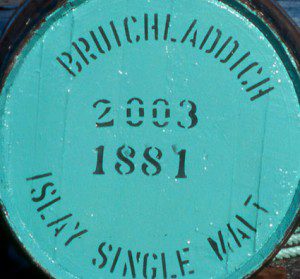 BRUICHLADDICH
2003
1881
ISLAY SINGLE MALT